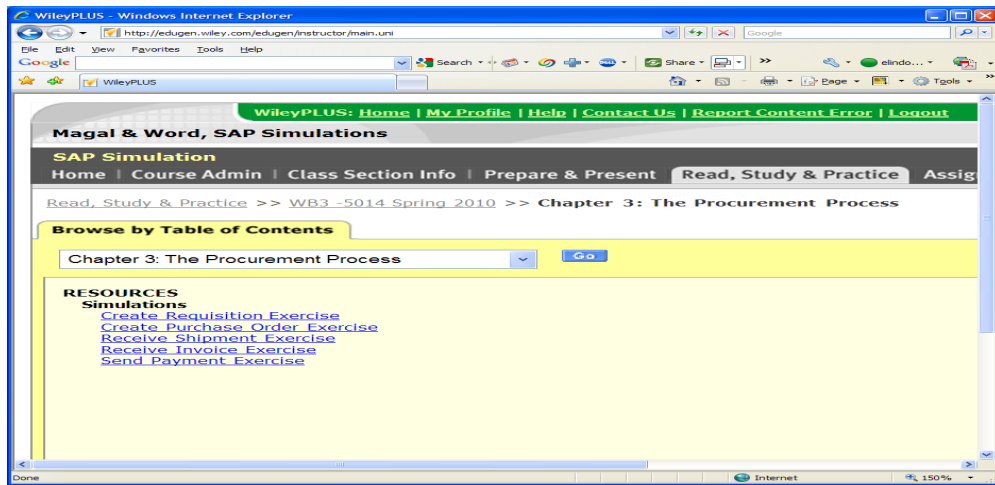 WileyPLUS - Windows Internet Explorer
http://edugen.wiley.com/edugen/instructor/main.uni
Google
File Edit View Favorites Tools Help
Google Search Share elindo...
WileyPLUS Page Tools
WileyPLUS: Home | My Profile | Help | Contact Us | Report Content Error | Logout
Magal & Word, SAP Simulations
SAP Simulation
Home | Course Admin | Class Section Info | Prepare & Present Read, Study & Practice Assig
Read, Study & Practice >> WB3 -5014 Spring 2010 >> Chapter 3: The Procurement Process
Browse by Table of Contents
Chapter 3: The Procurement Process Go
RESOURCES
Simulations
Create Requisition Exercise
Create Purchase Order Exercise
Receive Shipment Exercise
Receive Invoice Exercise
Send Payment Exercise
Done Internet 150%